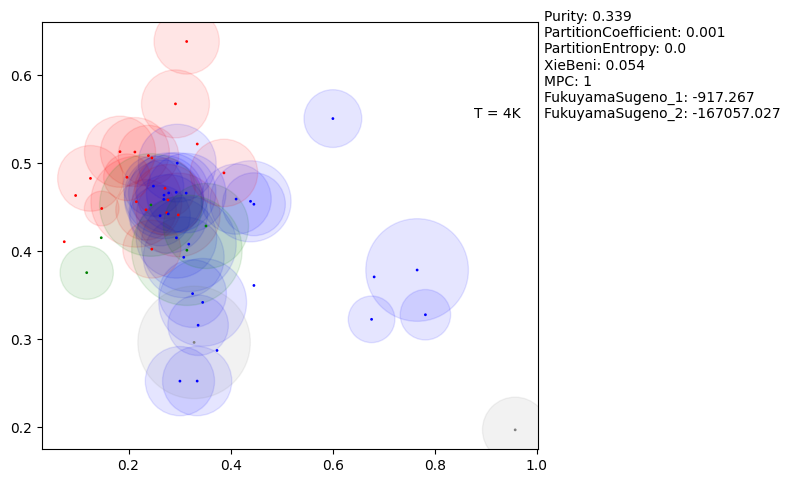 Purity: 0.339
PartitionCoefficient: 0.001
PartitionEntropy: 0.0
XieBeni: 0.054
MPC: 1
FukuyamaSugeno_1: -917.267
FukuyamaSugeno_2: -167057.027
T = 4K
0.6
0.5
0.4
0.3
0.2
0.2 0.4 0.6 0.8 1.0